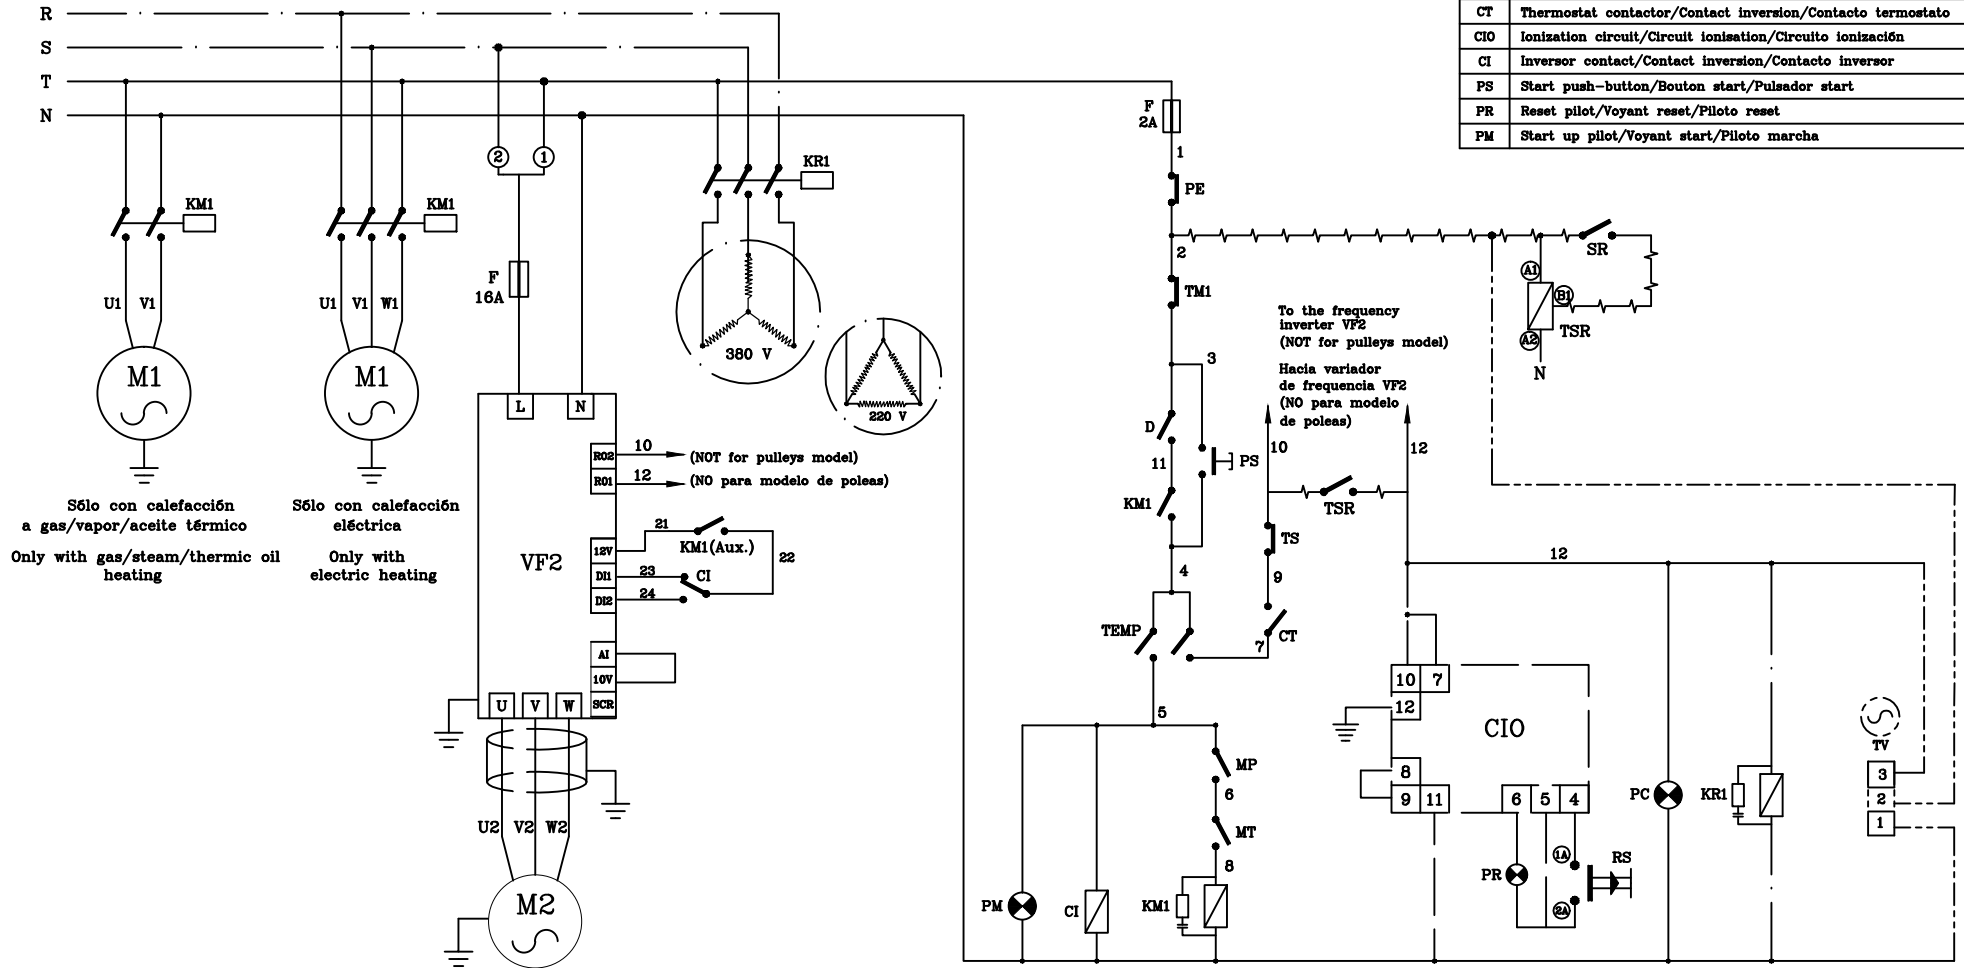 R
S
T
N
CT Thermostat contactor/Contact inversion/Contacto termostato
CIO Ionization circuit/Circuit ionisation/Circuito ionización
CI Inversor contact/Contact inversion/Contacto inversor
PS Start push-button/Bouton start/Pulsador start
PR Reset pilot/Voyant reset/Piloto reset
PM Start up pilot/Voyant start/Piloto marcha
KM1
U1 V1
M1
Sólo con calefacción
a gas/vapor/aceite térmico
Only with gas/steam/thermic oil
heating
KM1
U1 V1 W1
M1
Sólo con calefacción
eléctrica
Only with
electric heating
2 1
F
16A
KR1
380 V
220 V
L N
VF2
RO2 10 (NOT for pulleys model)
RO1 12 (NO para modelo de poleas)
12V 21
KM1(Aux.)
22
DI1 23 CI
DI2 24
AI
10V
SCR
U V W
U2 V2 W2
M2
F
2A
1
PE
2
TM1
3
D
11
PS
KM1
4
TEMP
5
MP
6
MT
8
PM
CI
KM1
SR
A1
B1
TSR
A2
N
To the frequency
inverter VF2
(NOT for pulleys model)
Hacia variador
de frequencia VF2
(NO para modelo
de poleas)
10
12
TSR
TS
9
CT
7
12
10 7
12
CIO
8
9 11
6 5 4
1A
RS
PR
2A
PC
KR1
TV
3
2
1